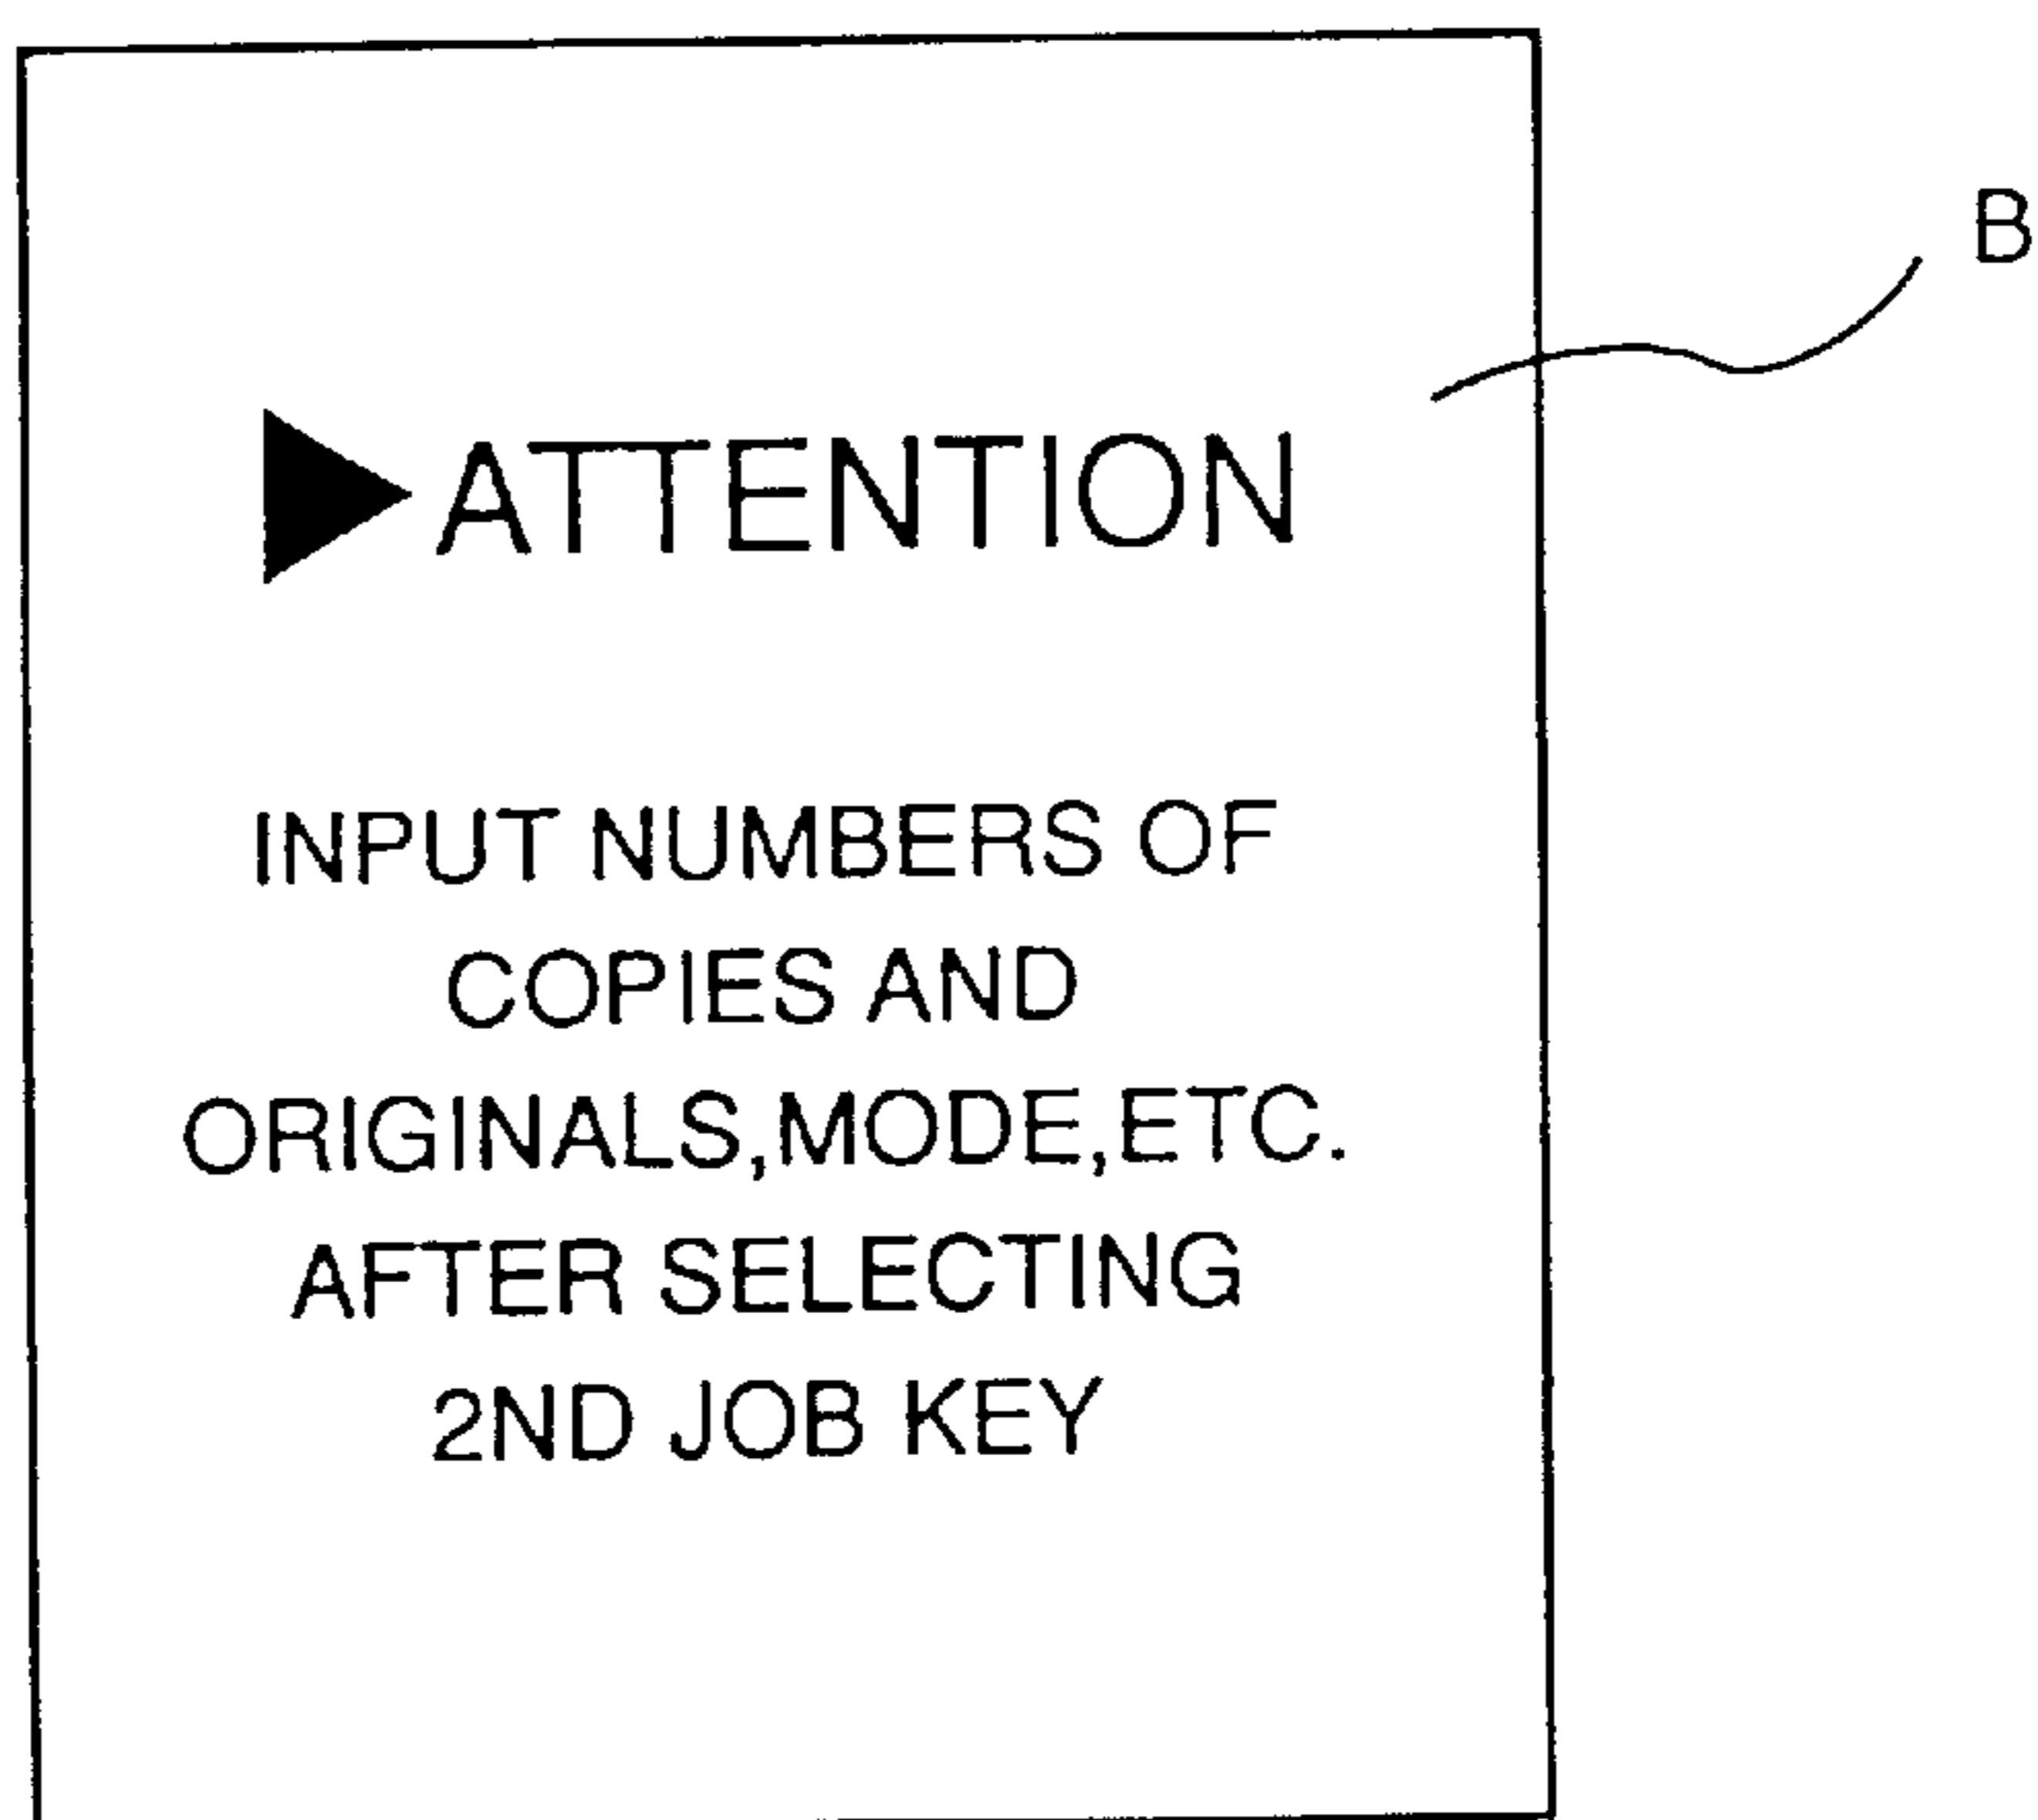 B
▶ATTENTION
INPUT NUMBERS OF
COPIES AND
ORIGINALS,MODE,ETC.
AFTER SELECTING
2ND JOB KEY